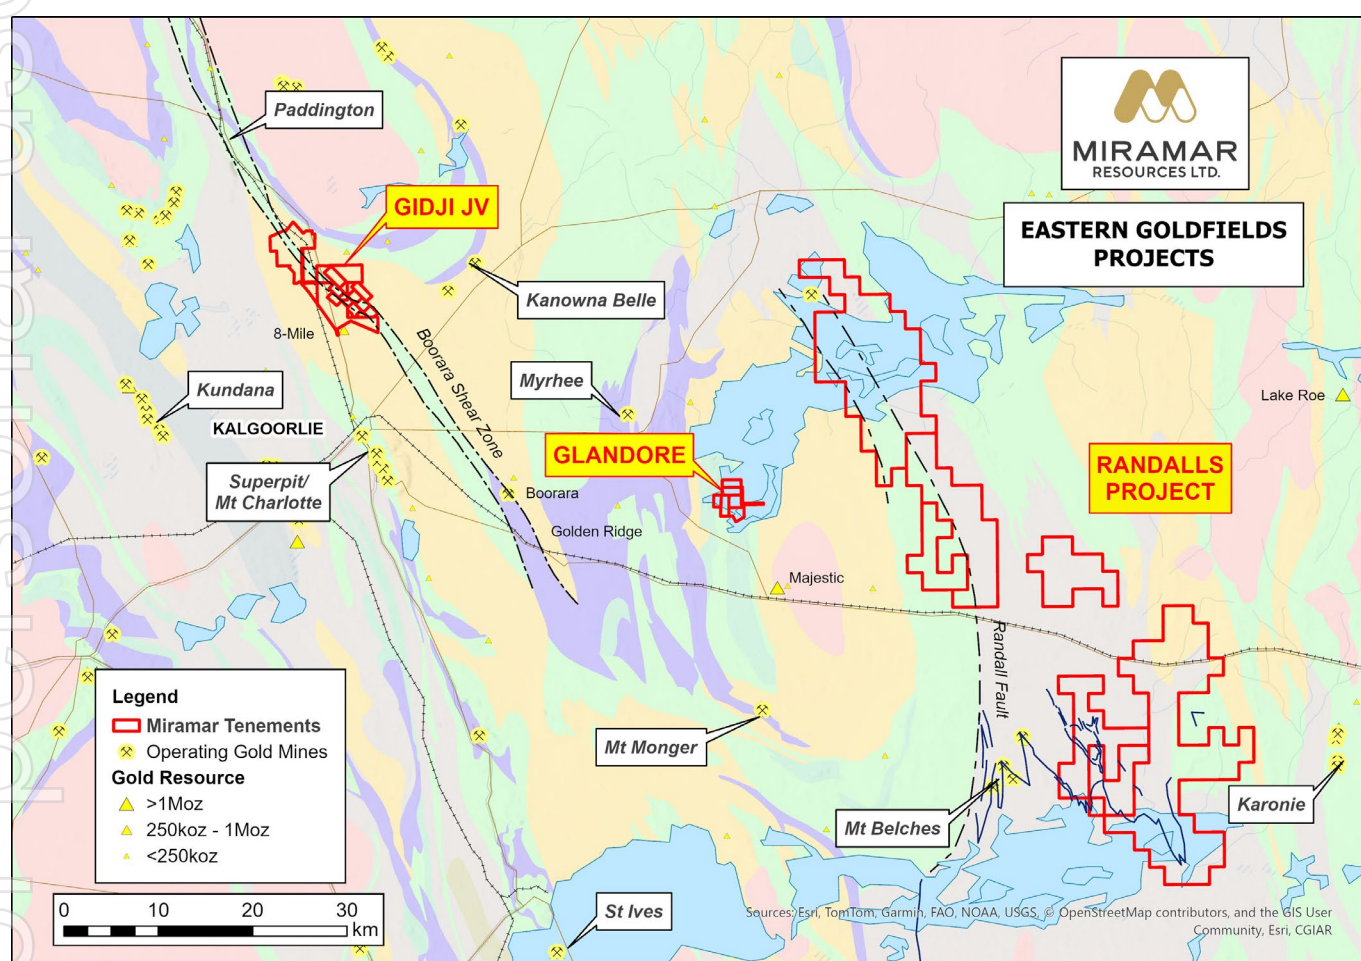 Paddington
MIRAMAR
RESOURCES LTD.
GIDJI JV
EASTERN GOLDFIELDS
PROJECTS
Kanowna Belle
8-Mile
Boorara Shear Zone
Myrhee
Kundana
Lake Roe
KALGOORLIE
GLANDORE
RANDALLS
PROJECT
Superpit/
Mt Charlotte
Boorara
Golden Ridge
Majestic
Randall Fault
Legend
Miramar Tenements
Operating Gold Mines
Gold Resource
>1Moz
250koz - 1Moz
<250koz
Mt Monger
Mt Belches
Karonie
St Ives
0 10 20 30
km
Sources: Esri, TomTom, Garmin, FAO, NOAA, USGS, © OpenStreetMap contributors, and the GIS User
Community, Esri, CGIAR